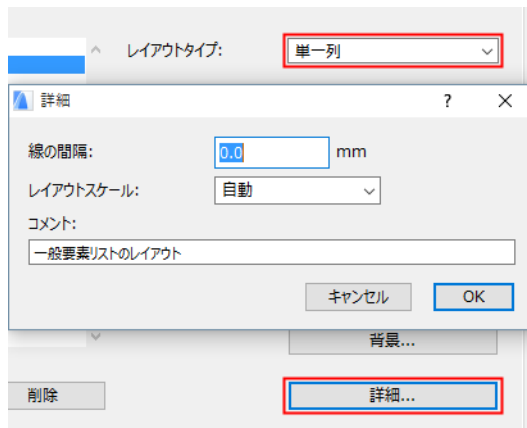 レイアウトタイプ: 単一列
詳細 ?
線の間隔: 0.0 mm
レイアウトスケール: 自動
コメント:
一般要素リストのレイアウト
キャンセル OK
背景...
削除 詳細...